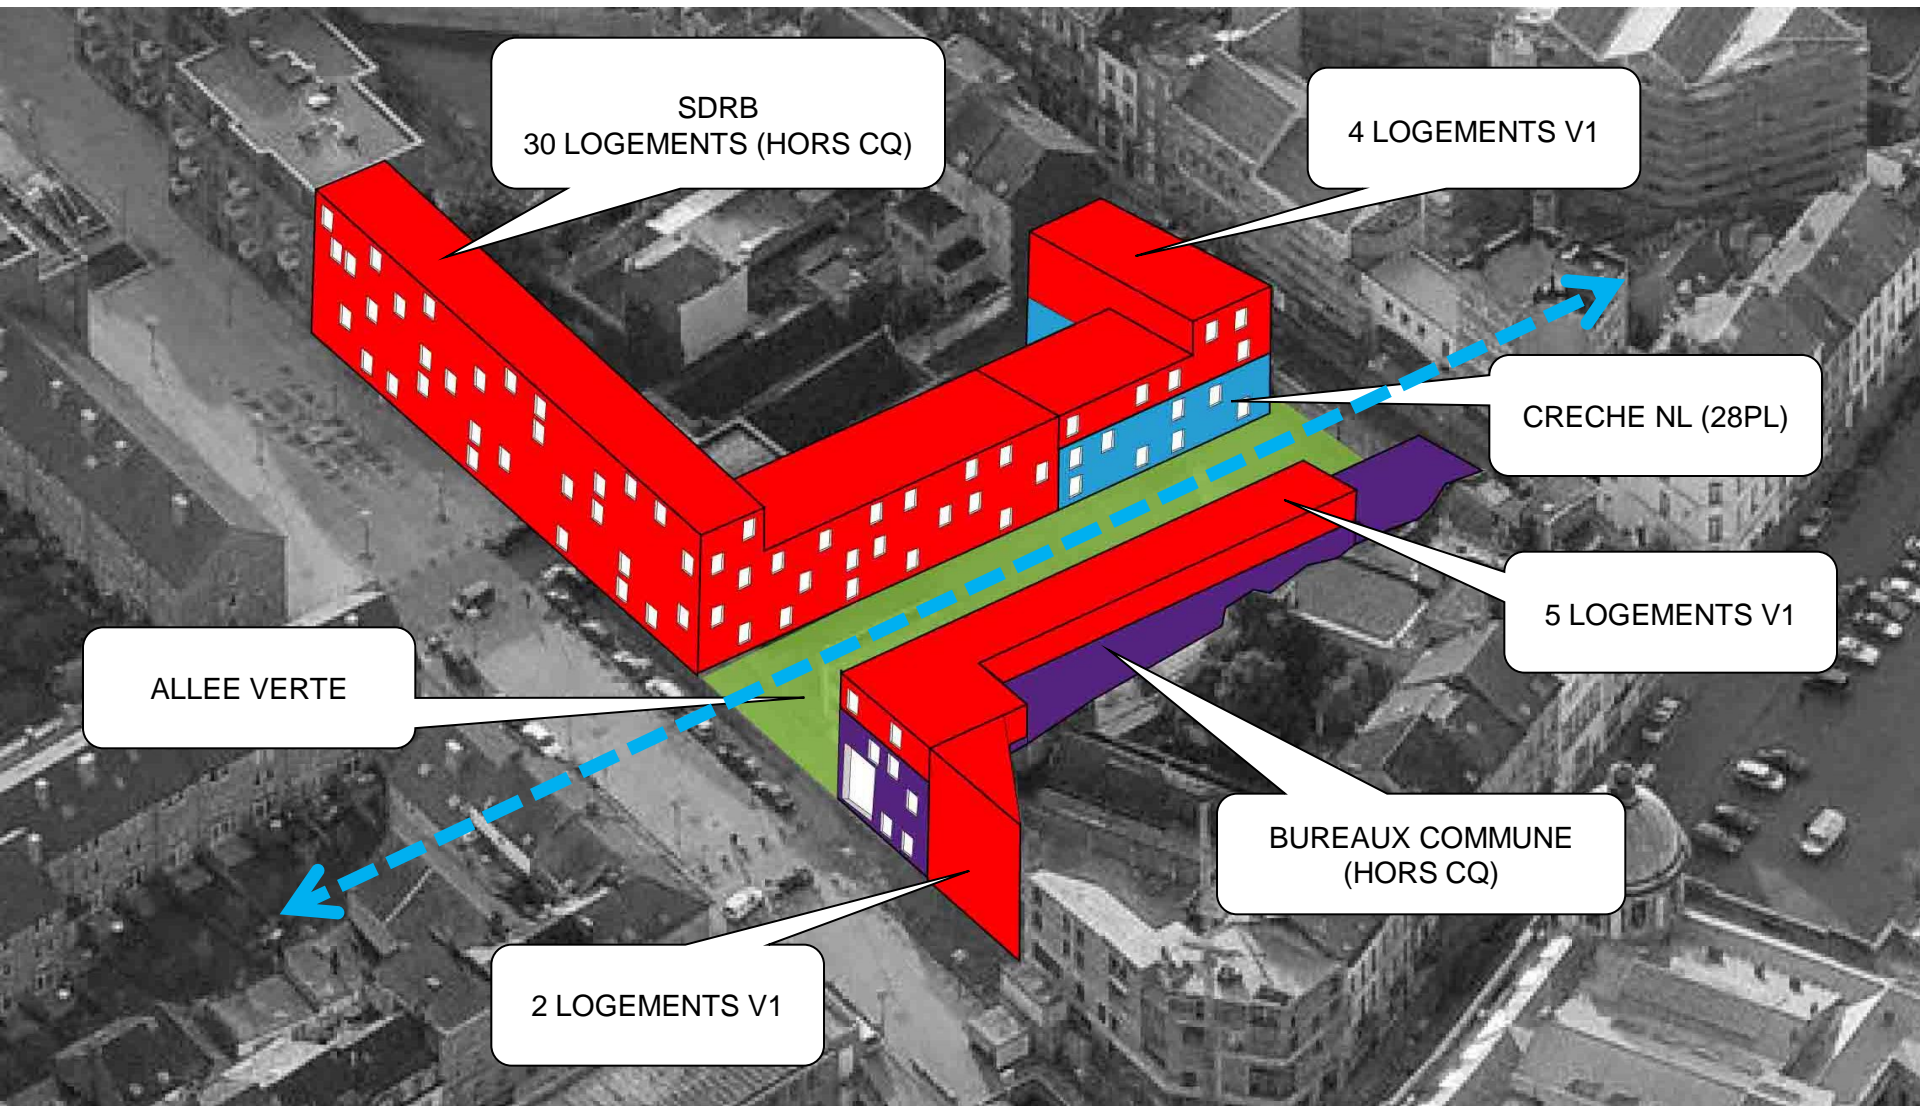 SDRB
30 LOGEMENTS (HORS CQ)
4 LOGEMENTS V1
CRECHE NL (28PL)
5 LOGEMENTS V1
ALLEE VERTE
BUREAUX COMMUNE
(HORS CQ)
2 LOGEMENTS V1